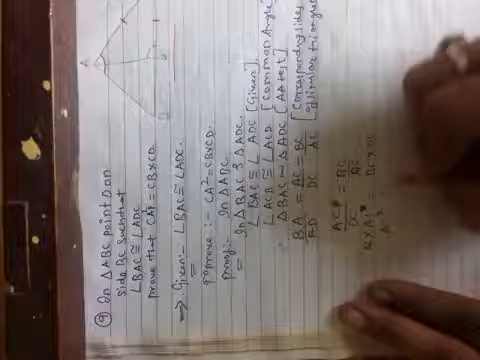 ⑨ In ΔABC point D on
side BC such that
∠BAC ≅ ∠ADC
prove that CA² = CB×CD.
→ Given:- ∠BAC ≅ ∠ADC.
To prove:- CA² = CB×CD.
proof:- In ΔABC.
= In ΔBAC & ΔADC.
∠BAC ≅ ∠ADC [Given]
∠ACB ≅ ∠ACD [common Angle]
∴ ΔBAC ~ ΔADC [AA test]
BA/AD = AC/DC = BC/AC [corresponding sides of similar triangles]
AC/DC = BC/AC